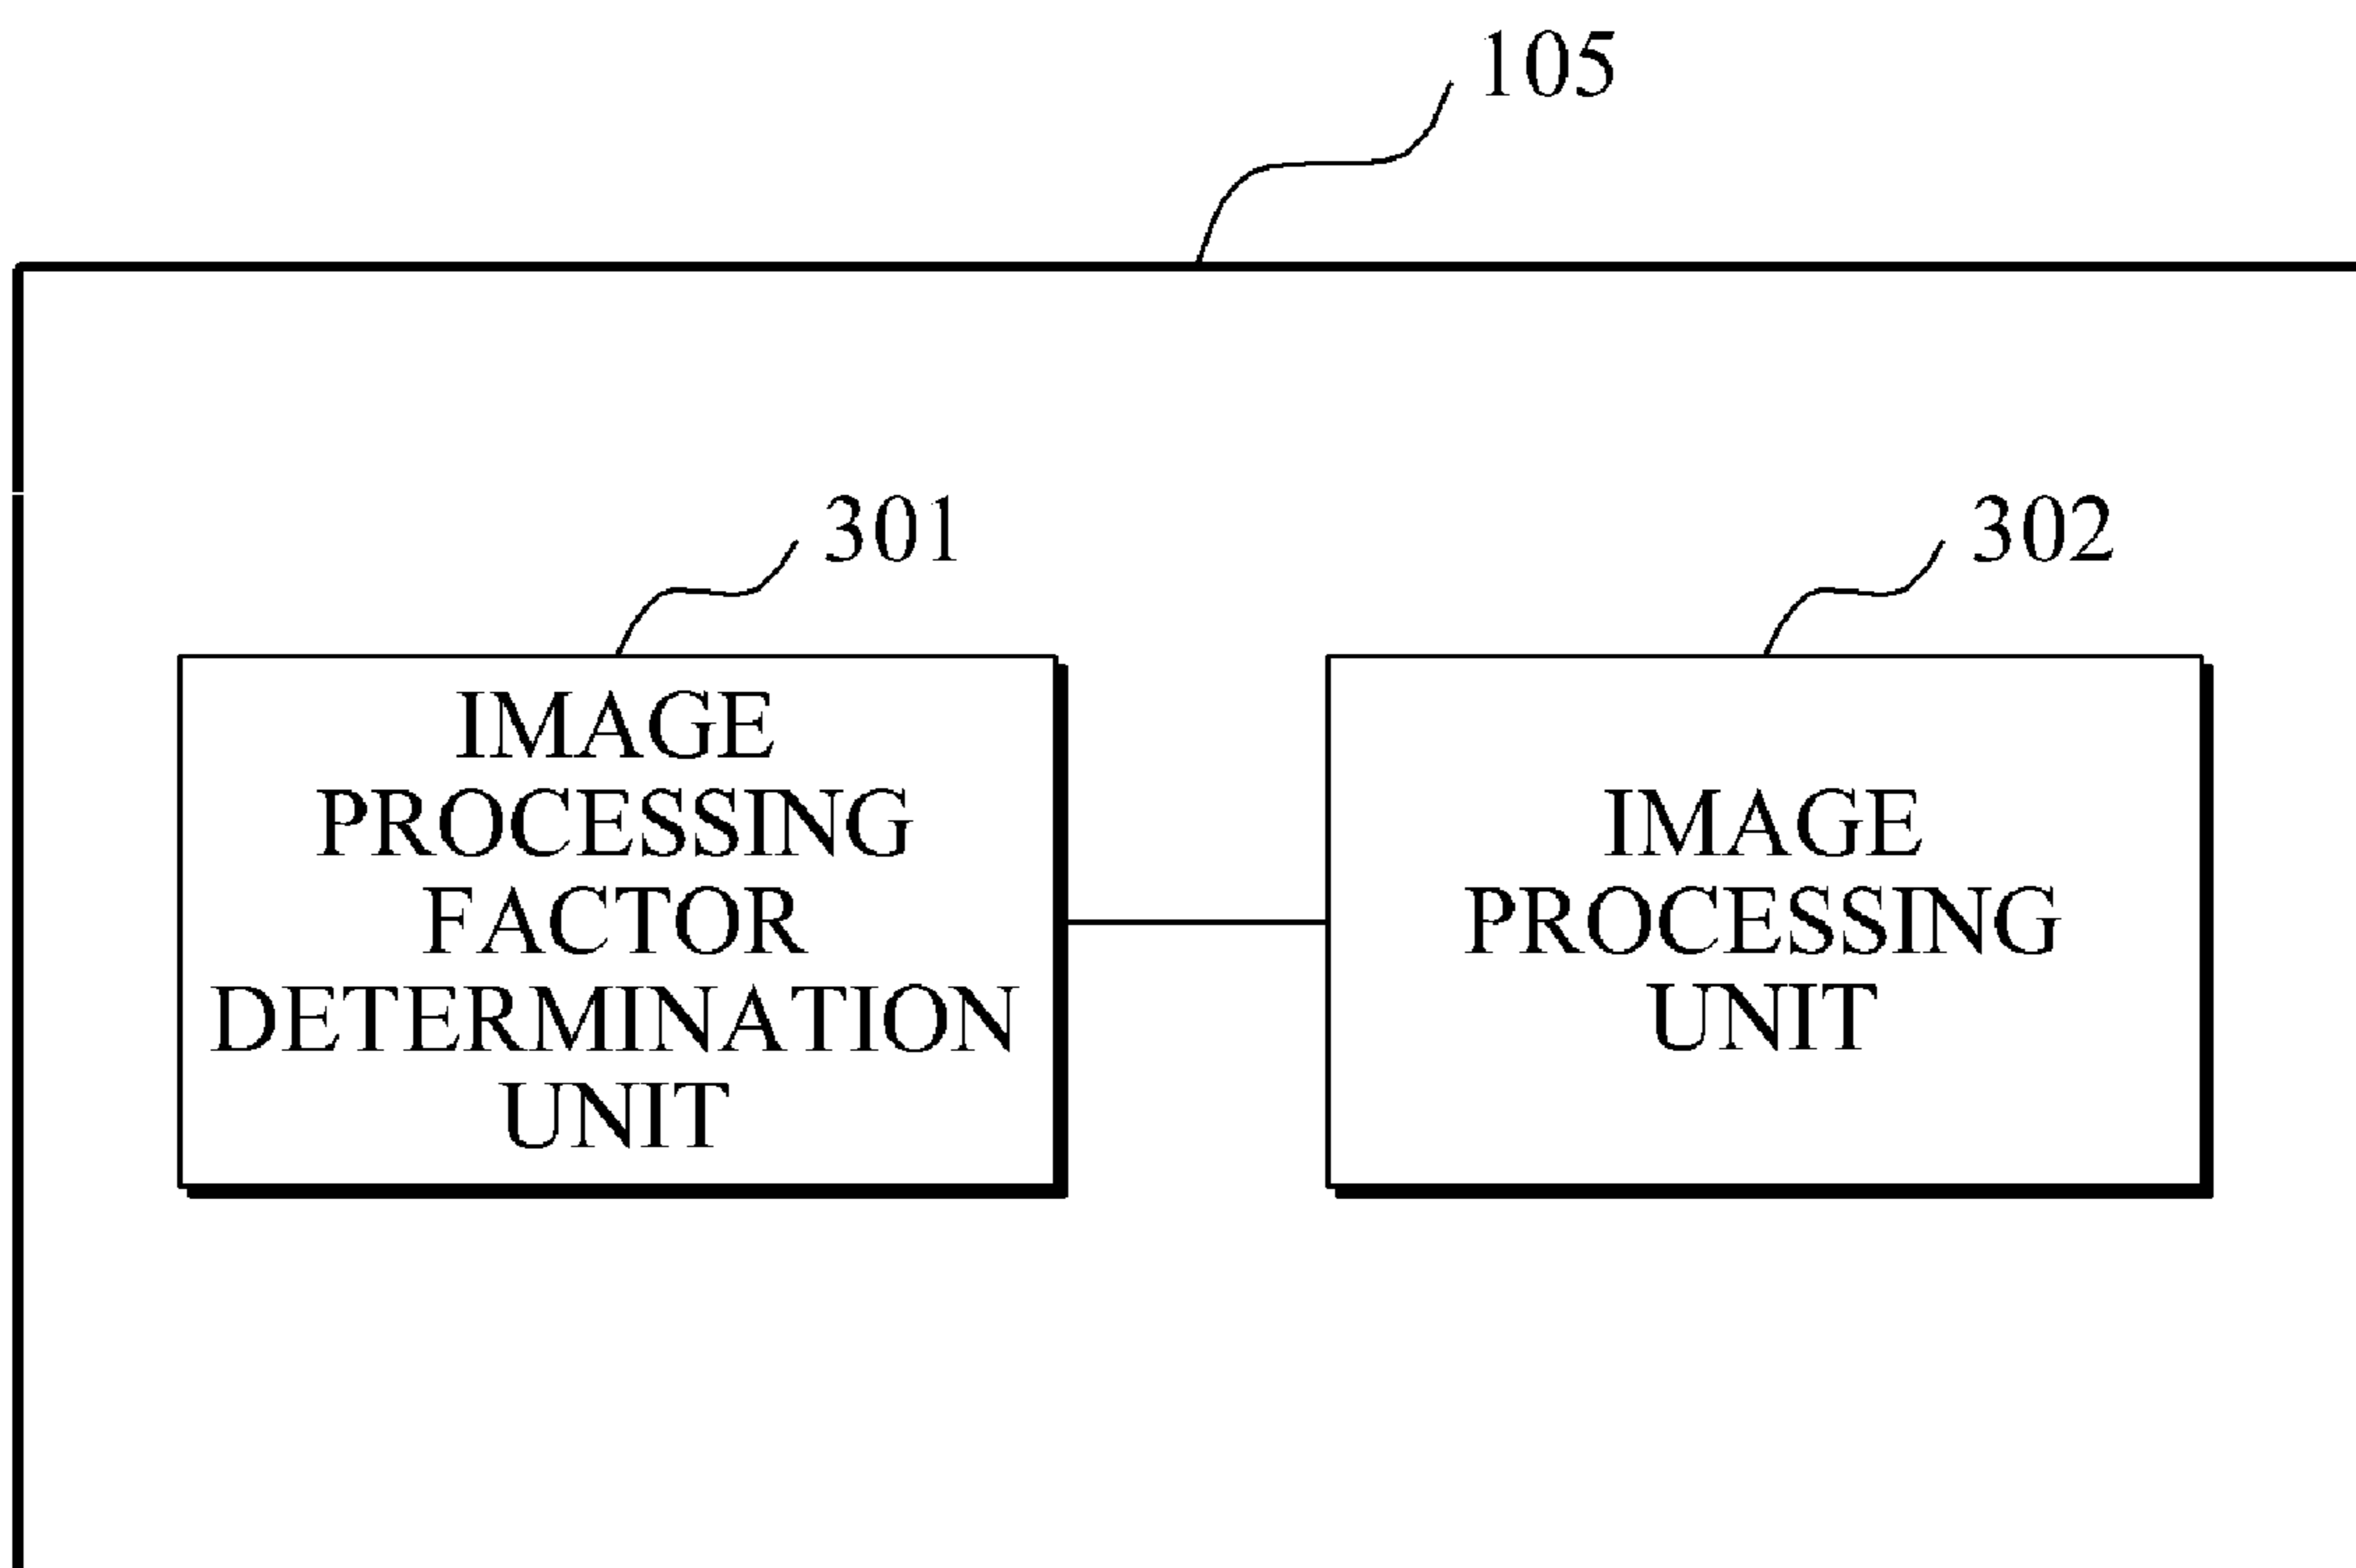 105
301
302
IMAGE
PROCESSING
FACTOR
DETERMINATION
UNIT
IMAGE
PROCESSING
UNIT